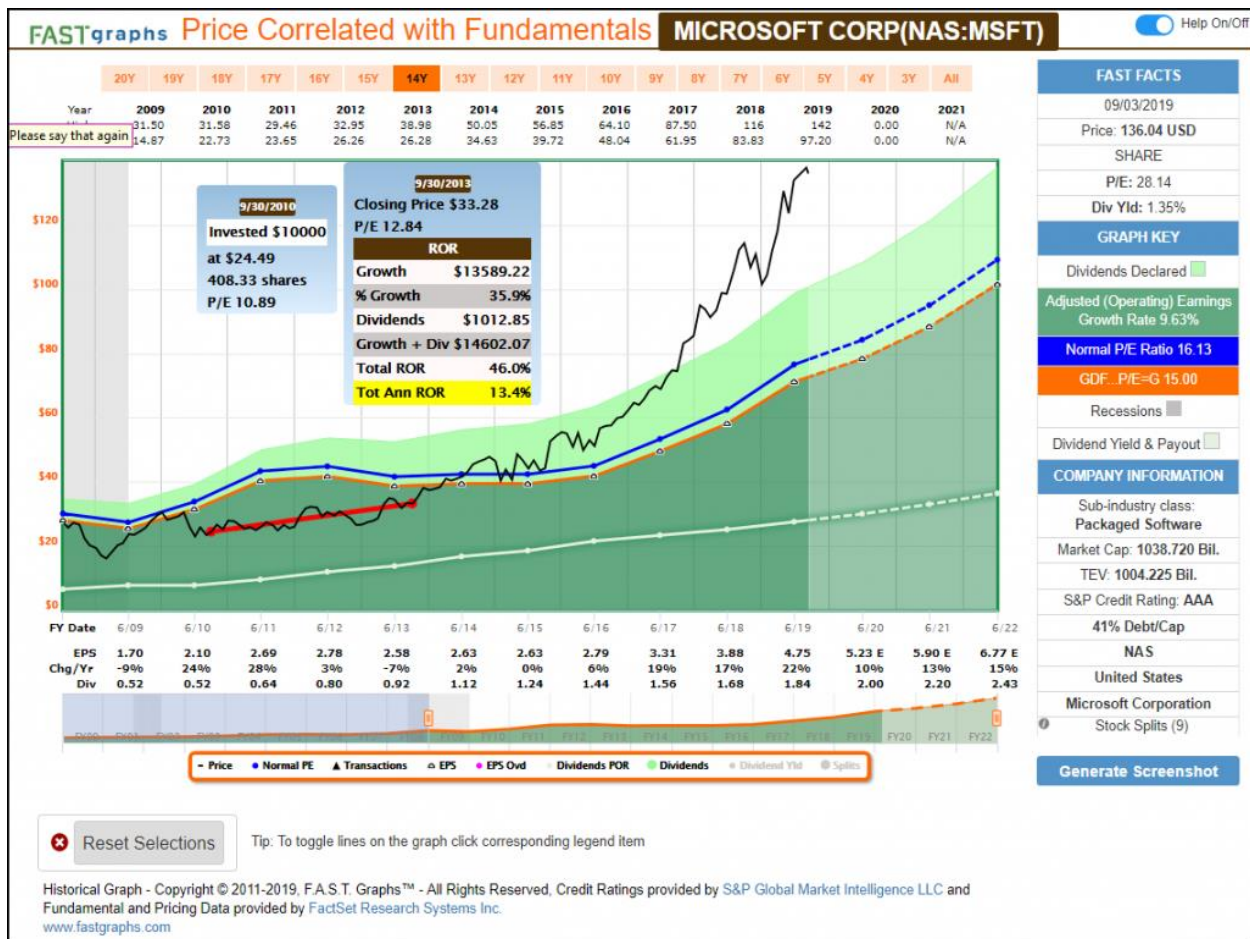 FAST graphs Price Correlated with Fundamentals MICROSOFT CORP(NAS:MSFT) Help On/Off
20Y 19Y 18Y 17Y 16Y 15Y 14Y 13Y 12Y 11Y 10Y 9Y 8Y 7Y 6Y 5Y 4Y 3Y All
Year 2009 2010 2011 2012 2013 2014 2015 2016 2017 2018 2019 2020 2021
31.50 31.58 29.46 32.95 38.98 50.05 56.85 64.10 87.50 116 142 0.00 N/A
Please say that again 14.87 22.73 23.65 26.26 26.28 34.63 39.72 48.04 61.95 83.83 97.20 0.00 N/A
$120
$100
$80
$60
$40
$20
$0
9/30/2010
Invested $10000
at $24.49
408.33 shares
P/E 10.89
9/30/2013
Closing Price $33.28
P/E 12.84
ROR
Growth $13589.22
% Growth 35.9%
Dividends $1012.85
Growth + Div $14602.07
Total ROR 46.0%
Tot Ann ROR 13.4%
FY Date 6/09 6/10 6/11 6/12 6/13 6/14 6/15 6/16 6/17 6/18 6/19 6/20 6/21 6/22
EPS 1.70 2.10 2.69 2.78 2.58 2.63 2.63 2.79 3.31 3.88 4.75 5.23 E 5.90 E 6.77 E
Chg/Yr -9% 24% 28% 3% -7% 2% 0% 6% 19% 17% 22% 10% 13% 15%
Div 0.52 0.52 0.64 0.80 0.92 1.12 1.24 1.44 1.56 1.68 1.84 2.00 2.20 2.43
FY10 FY11 FY12 FY13 FY14 FY15 FY16 FY17 FY18 FY19 FY20 FY21 FY22
Price Normal PE Transactions EPS EPS Ovd Dividends POR Dividends Dividend Yld Splits
FAST FACTS
09/03/2019
Price: 136.04 USD
SHARE
P/E: 28.14
Div Yld: 1.35%
GRAPH KEY
Dividends Declared
Adjusted (Operating) Earnings
Growth Rate 9.63%
Normal P/E Ratio 16.13
GDF...P/E=G 15.00
Recessions
Dividend Yield & Payout
COMPANY INFORMATION
Sub-industry class:
Packaged Software
Market Cap: 1038.720 Bil.
TEV: 1004.225 Bil.
S&P Credit Rating: AAA
41% Debt/Cap
NAS
United States
Microsoft Corporation
Stock Splits (9)
Generate Screenshot
Reset Selections
Tip: To toggle lines on the graph click corresponding legend item
Historical Graph - Copyright © 2011-2019, F.A.S.T. Graphs™ - All Rights Reserved, Credit Ratings provided by S&P Global Market Intelligence LLC and
Fundamental and Pricing Data provided by FactSet Research Systems Inc.
www.fastgraphs.com